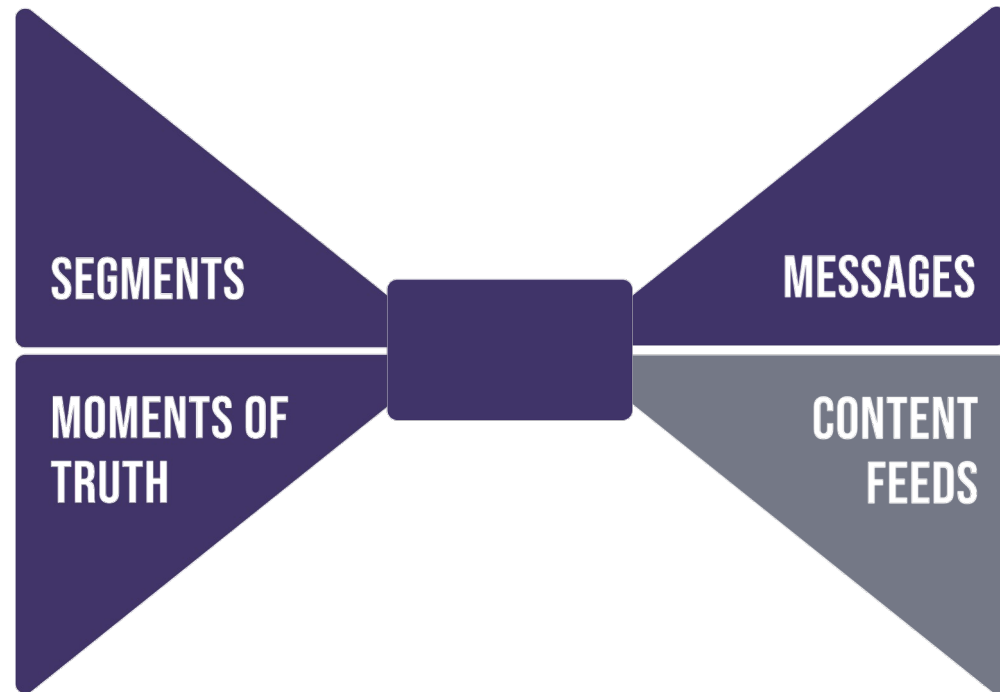 SEGMENTS
MESSAGES
MOMENTS OF
TRUTH
CONTENT
FEEDS